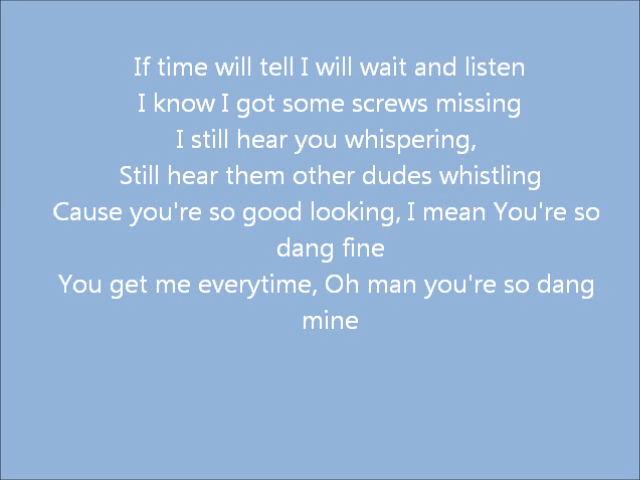 If time will tell I will wait and listen
I know I got some screws missing
I still hear you whispering,
Still hear them other dudes whistling
Cause you're so good looking, I mean You're so
dang fine
You get me everytime, Oh man you're so dang
mine